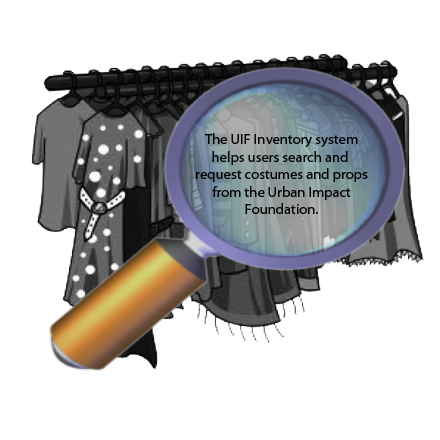 The UIF Inventory system
helps users search and
request costumes and props
from the Urban Impact
Foundation.